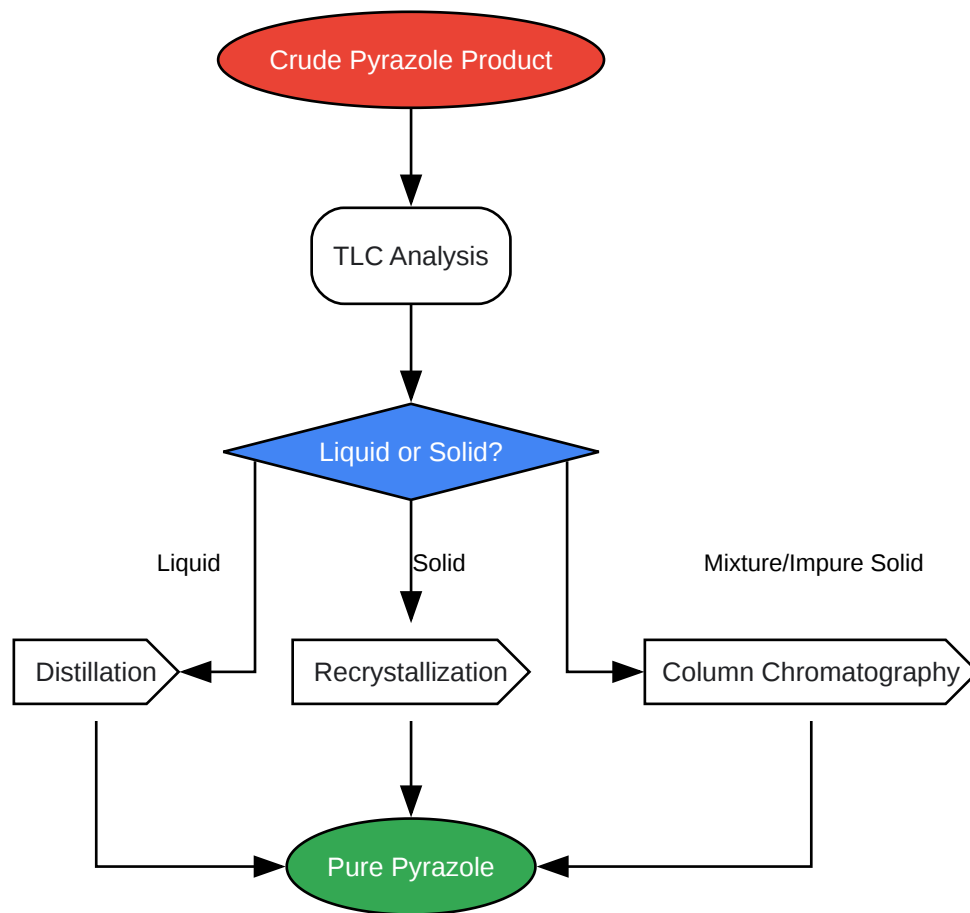 Crude Pyrazole Product
TLC Analysis
Liquid or Solid?
Liquid
Solid
Mixture/Impure Solid
Distillation
Recrystallization
Column Chromatography
Pure Pyrazole